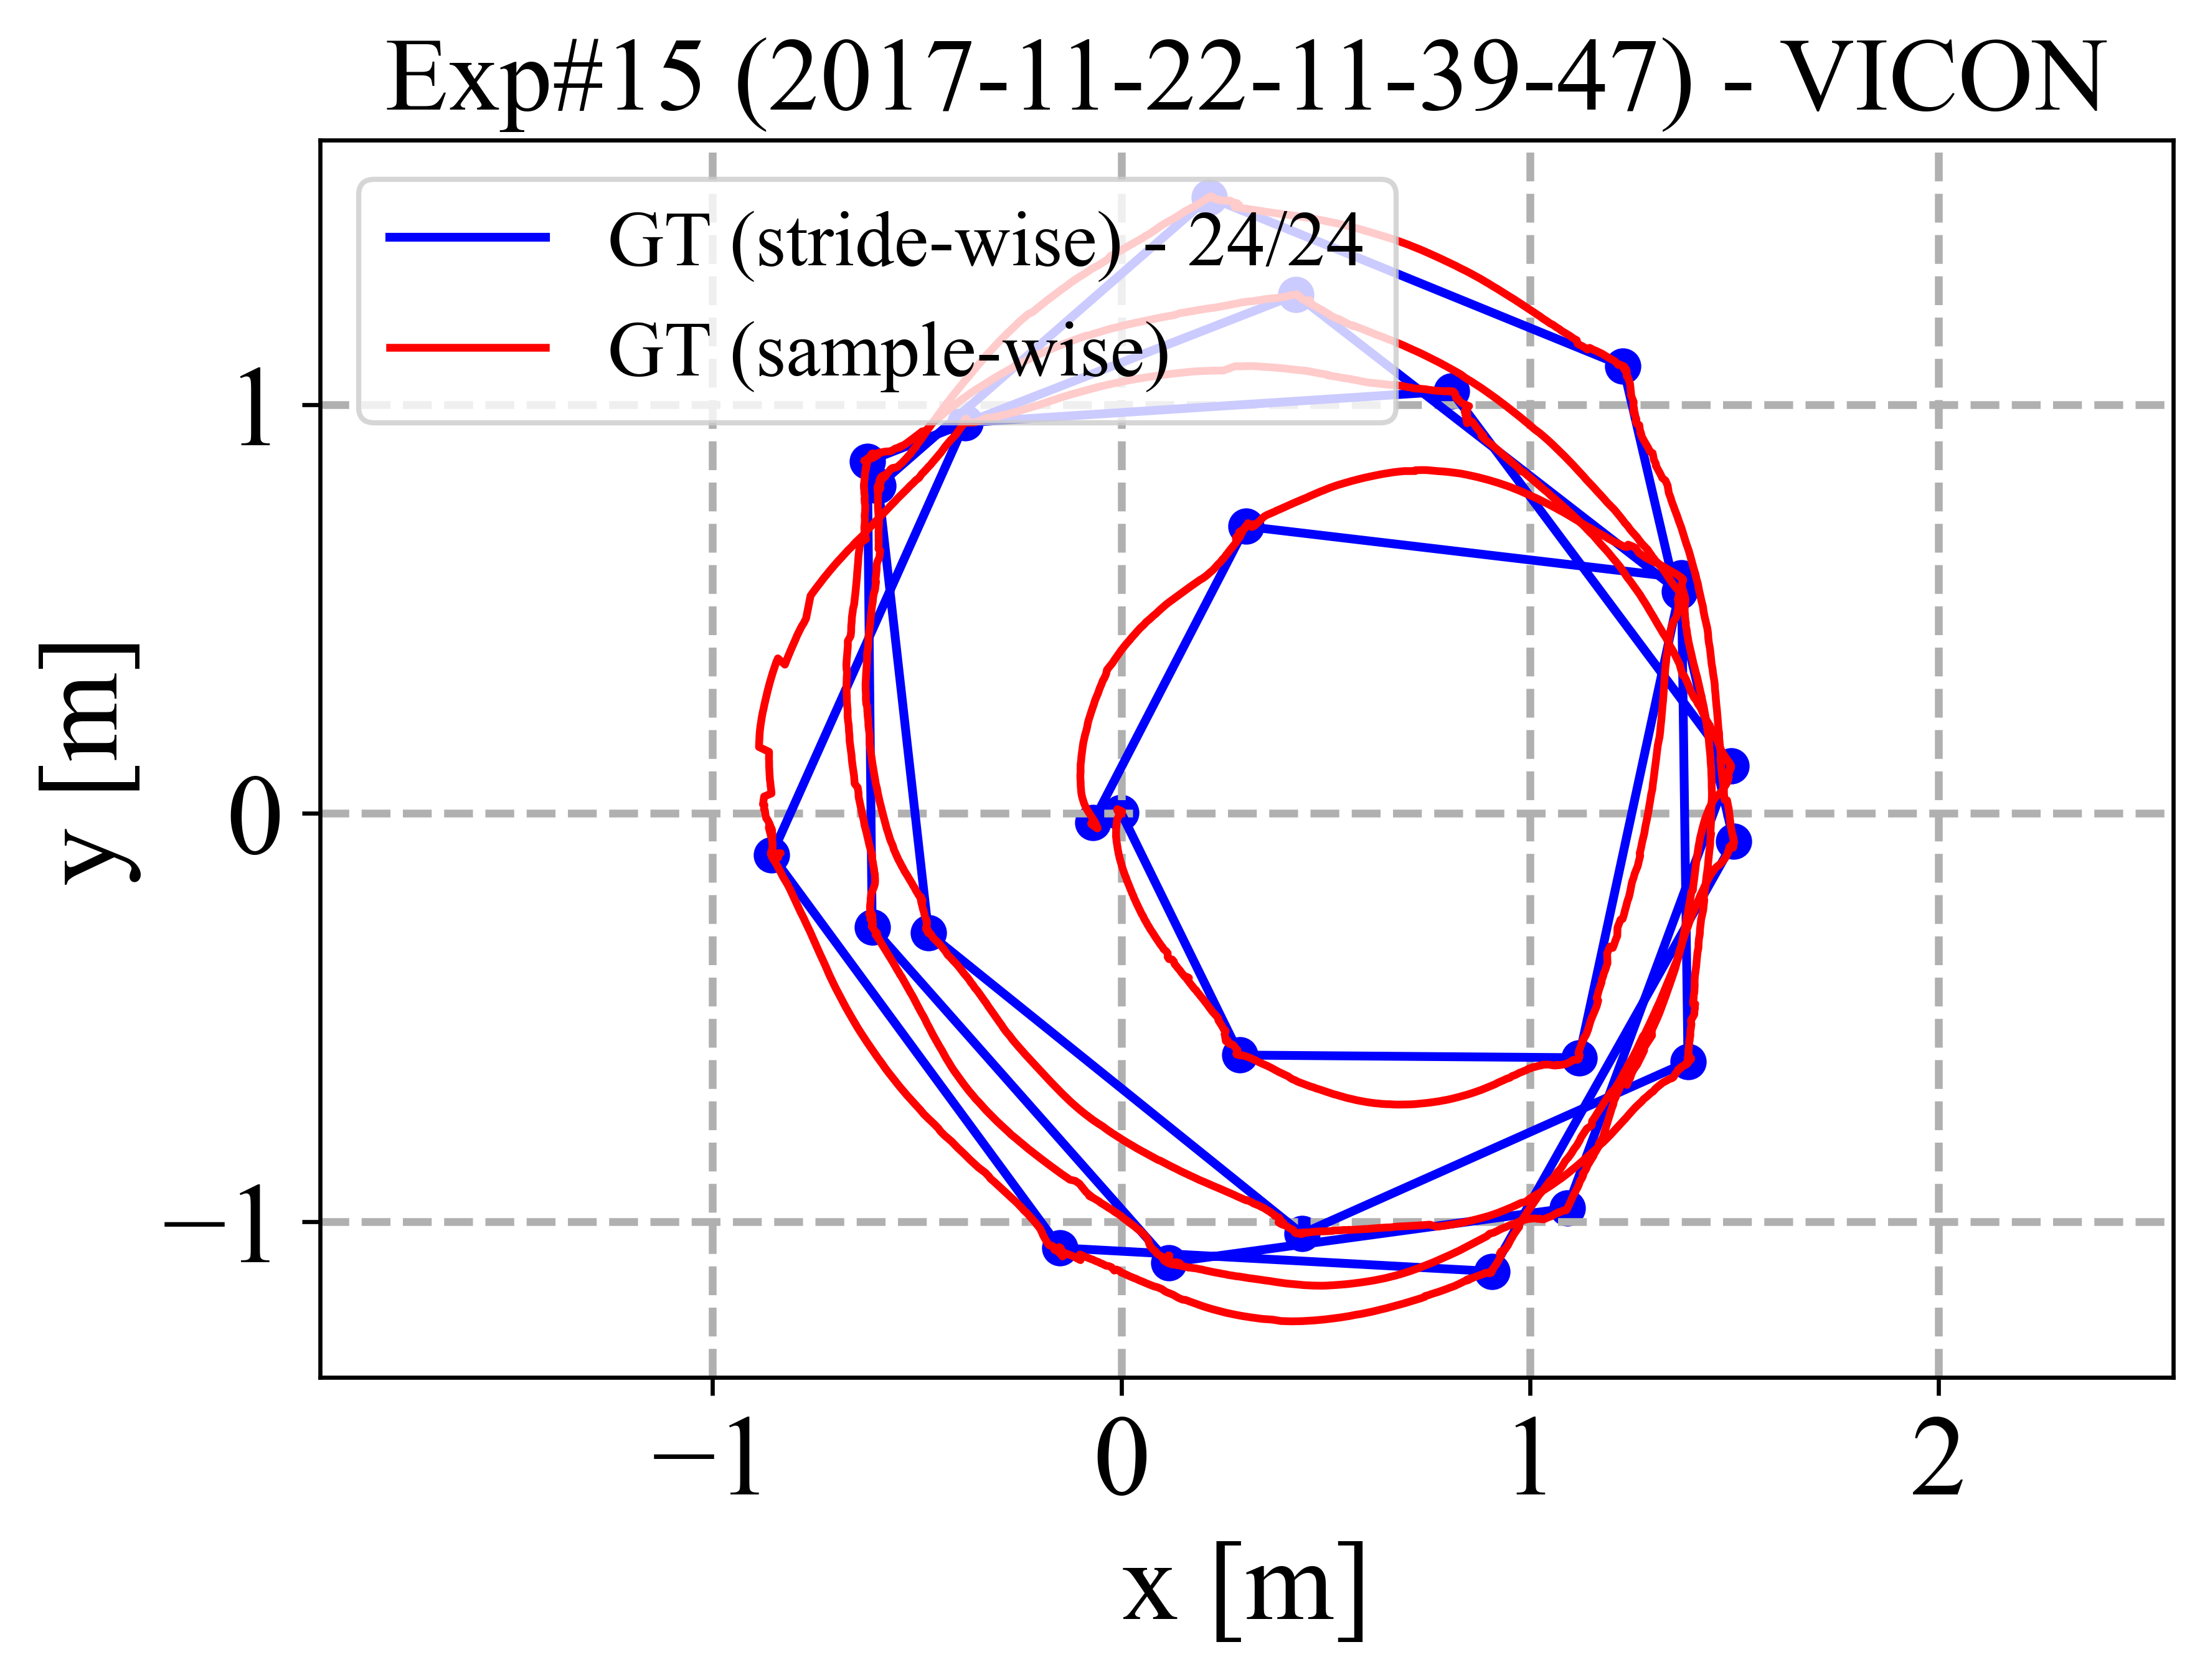 Exp#15 (2017-11-22-11-39-47) - VICON
GT (stride-wise) - 24/24
GT (sample-wise)
y [m]
1
0
−1
−1 0 1 2
x [m]